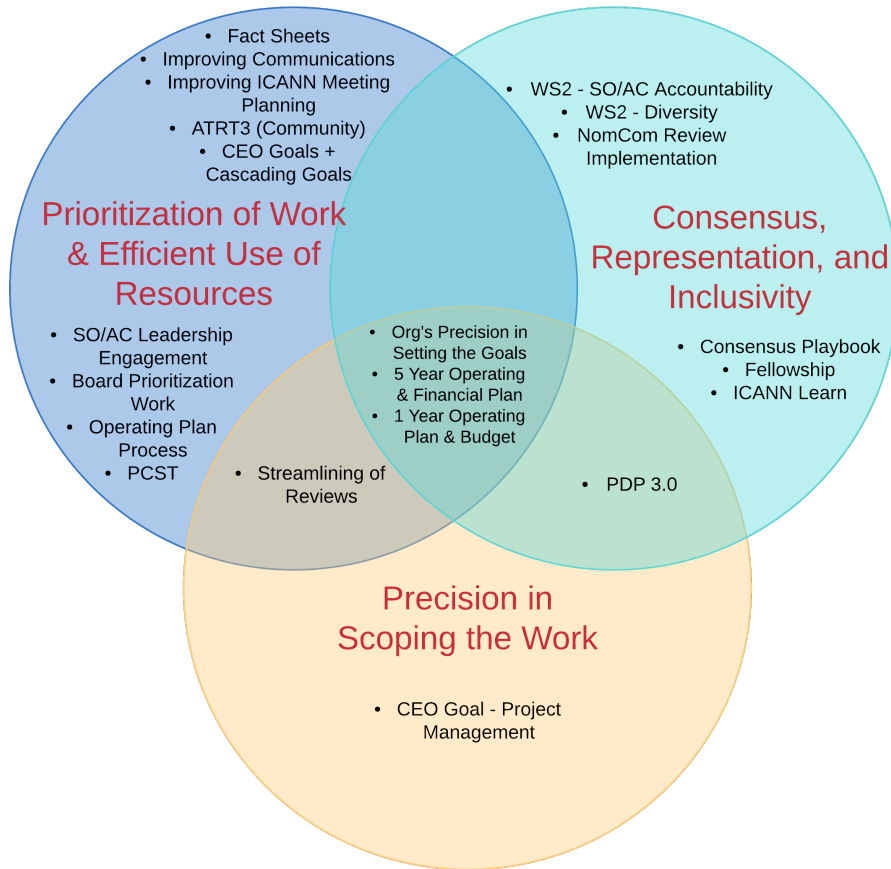 • Fact Sheets
• Improving Communications
• Improving ICANN Meeting
Planning
• ATRT3 (Community)
• CEO Goals +
Cascading Goals
Prioritization of Work
& Efficient Use of
Resources
• SO/AC Leadership
Engagement
• Board Prioritization
Work
• Operating Plan
Process
• PCST
• WS2 - SO/AC Accountability
• WS2 - Diversity
• NomCom Review
Implementation
Consensus,
Representation, and
Inclusivity
• Consensus Playbook
• Fellowship
• ICANN Learn
• Org's Precision in
Setting the Goals
• 5 Year Operating
& Financial Plan
• 1 Year Operating
Plan & Budget
• Streamlining of
Reviews
• PDP 3.0
Precision in
Scoping the Work
• CEO Goal - Project
Management